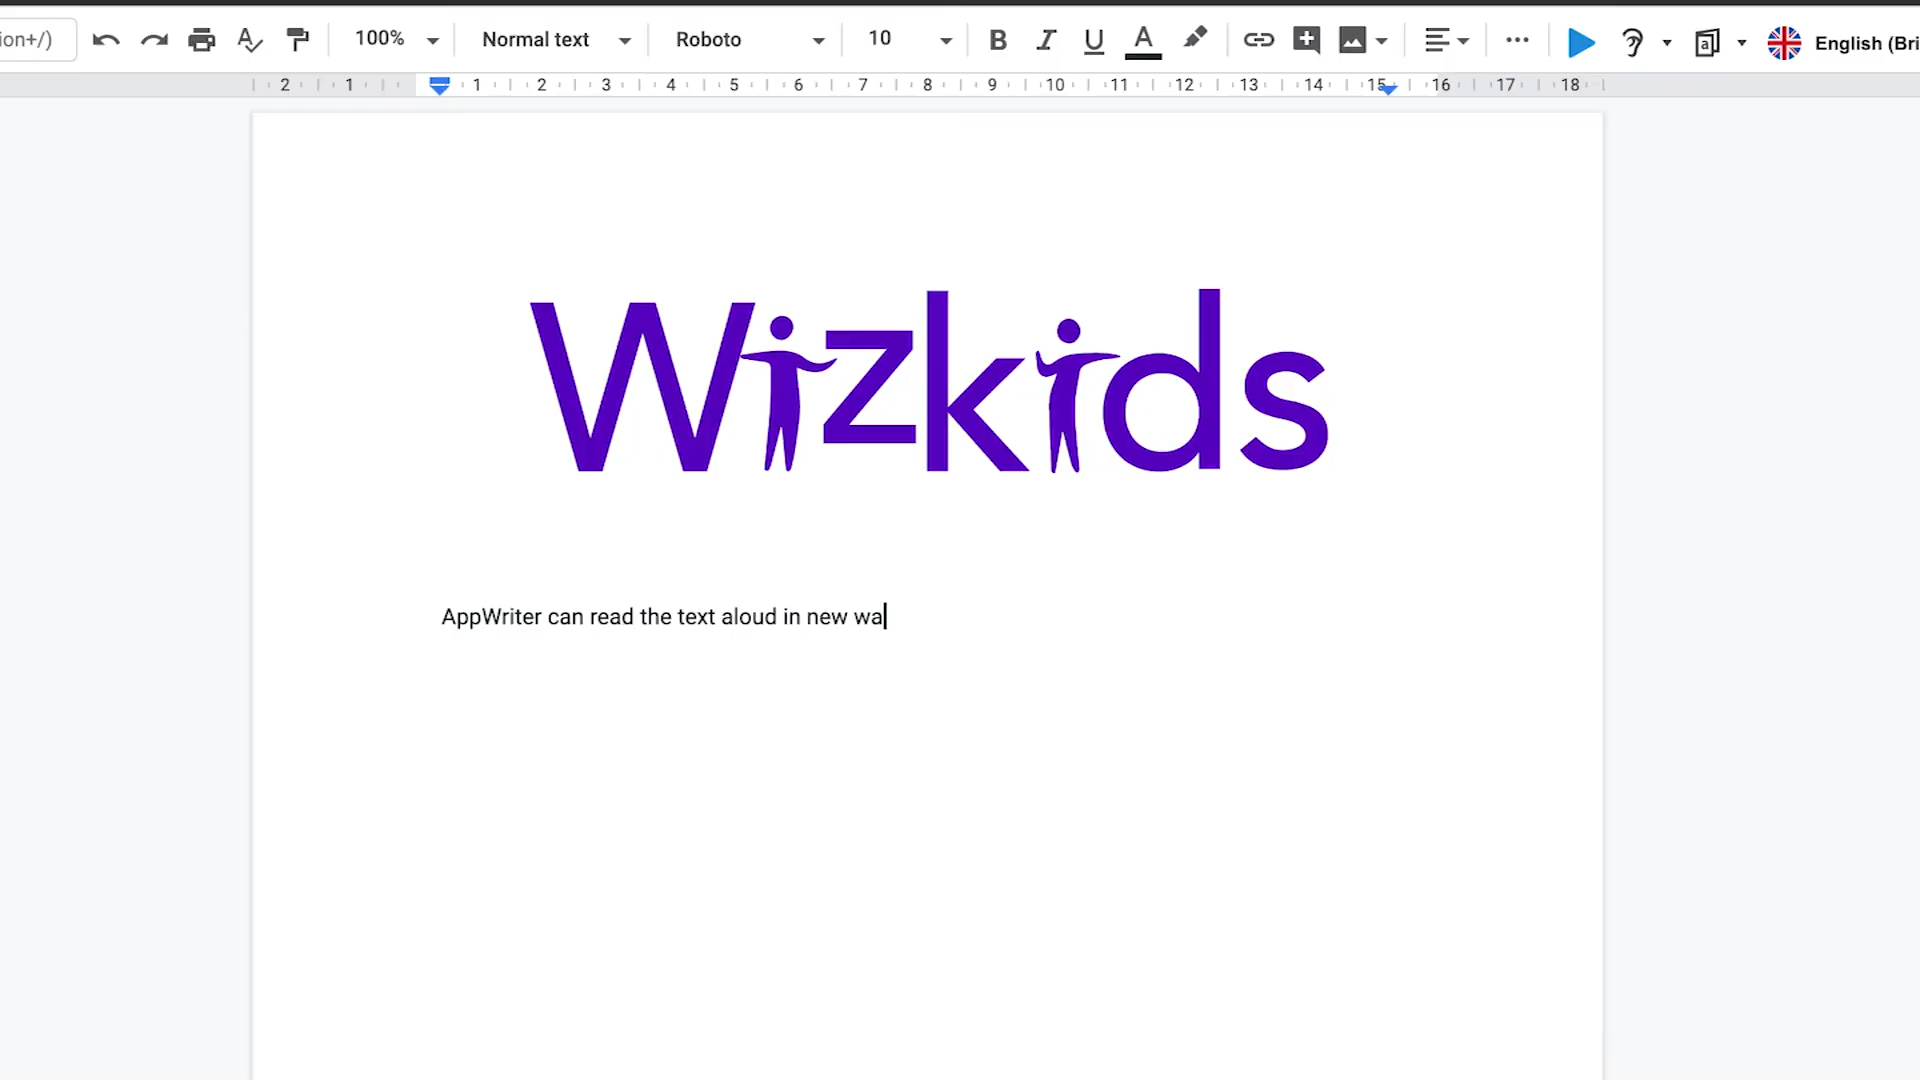 ion+/) 100% Normal text Roboto 10 B I U A a English (Bri
2 1 1 2 3 4 5 6 7 8 9 10 11 12 13 14 15 16 17 18
Wizkids
AppWriter can read the text aloud in new wa